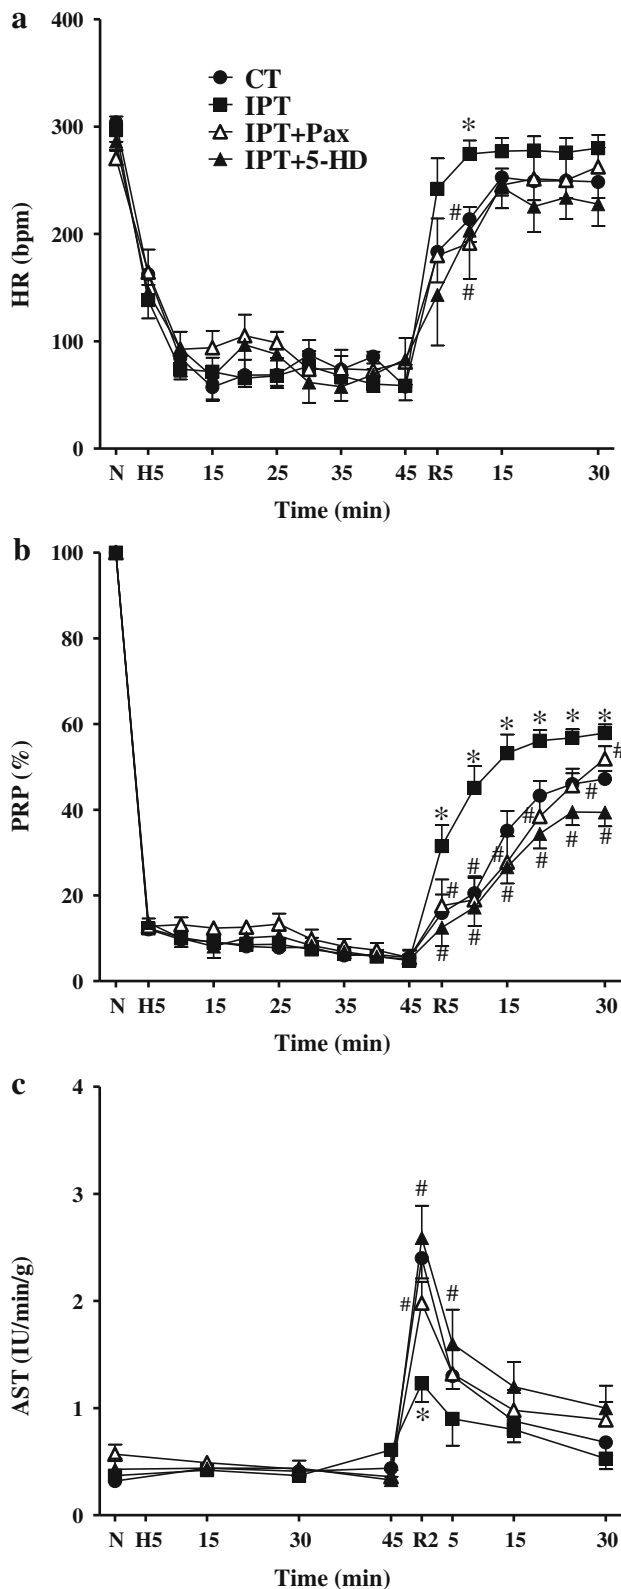 a
400
CT
IPT
IPT+Pax
IPT+5-HD
*
300
#
200
#
HR (bpm)
100
0
N H5 15 25 35 45 R5 15 30
Time (min)
b
100
80
60
* * * * * *
#
PRP (%)
40
# # # # #
20
# # # # # #
0
N H5 15 25 35 45 R5 15 30
Time (min)
c
4
3
#
2
# #
AST (IU/min/g)
1
*
0
N H5 15 30 45 R2 5 15 30
Time (min)